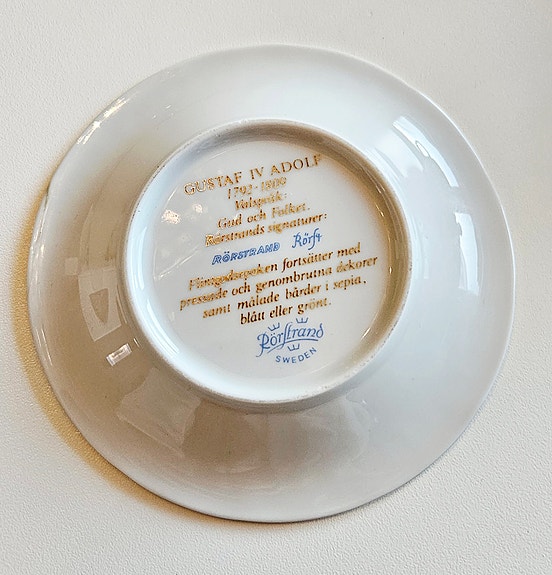 GUSTAF IV ADOLF
1792-1809
Valspråk:
Gud och Folket.
Rörstrands signaturer:
RÖRSTRAND Rörst
Flintgodsepoken fortsätter med
pressade och genombrutna dekorer
samt målade bårder i sepia,
blått eller grönt.
Rörstrand
SWEDEN